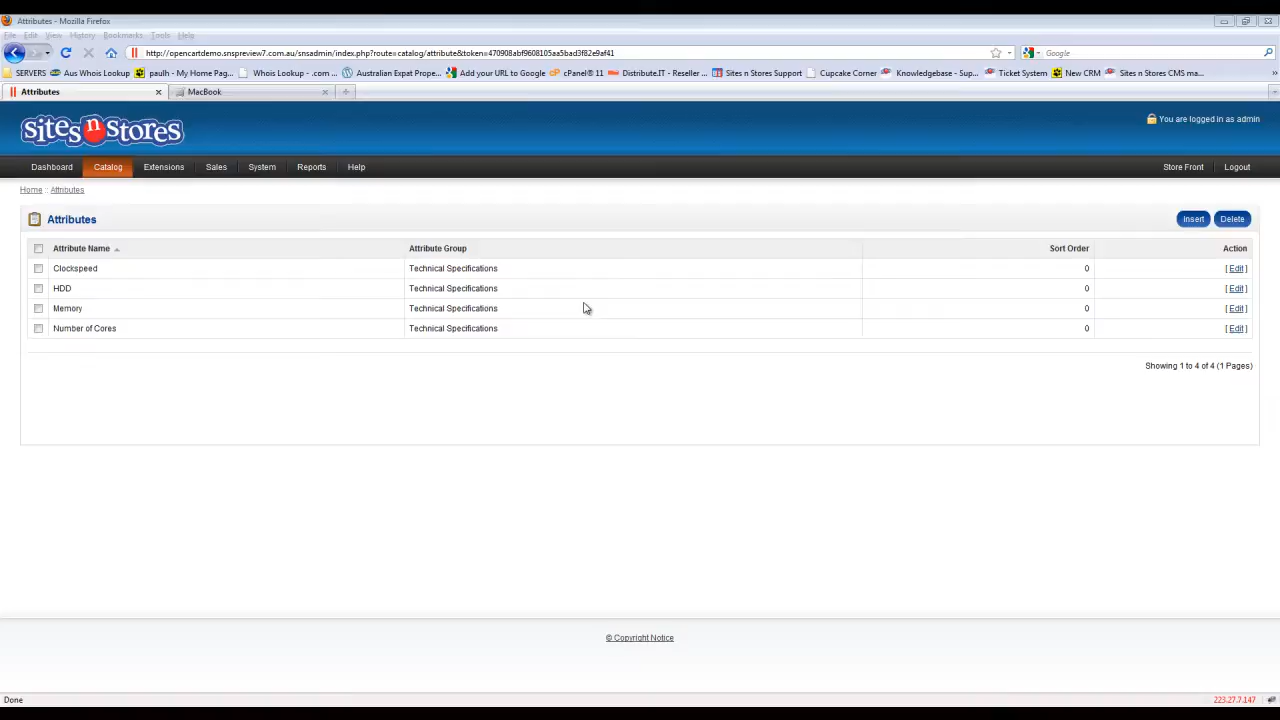 Attributes - Mozilla Firefox
File Edit View History Bookmarks Tools Help
http://opencartdemo.snspreview7.com.au/snsadmin/index.php?route=catalog/attribute&token=470908abf9608105aa5bad3f82e9af41 Google
SERVERS Aus Whois Lookup paulh - My Home Pag... Whois Lookup - .com ... Australian Expat Prope... Add your URL to Google cPanel® 11 Distribute.IT - Reseller ... Sites n Stores Support Cupcake Corner Knowledgebase - Sup... Ticket System New CRM Sites n Stores CMS ma...
Attributes MacBook
sites n stores You are logged in as admin
Dashboard Catalog Extensions Sales System Reports Help Store Front Logout
Home :: Attributes
Attributes Insert Delete
Attribute Name Attribute Group Sort Order Action
Clockspeed Technical Specifications 0 [ Edit ]
HDD Technical Specifications 0 [ Edit ]
Memory Technical Specifications 0 [ Edit ]
Number of Cores Technical Specifications 0 [ Edit ]
Showing 1 to 4 of 4 (1 Pages)
© Copyright Notice
Done 223.27.7.147